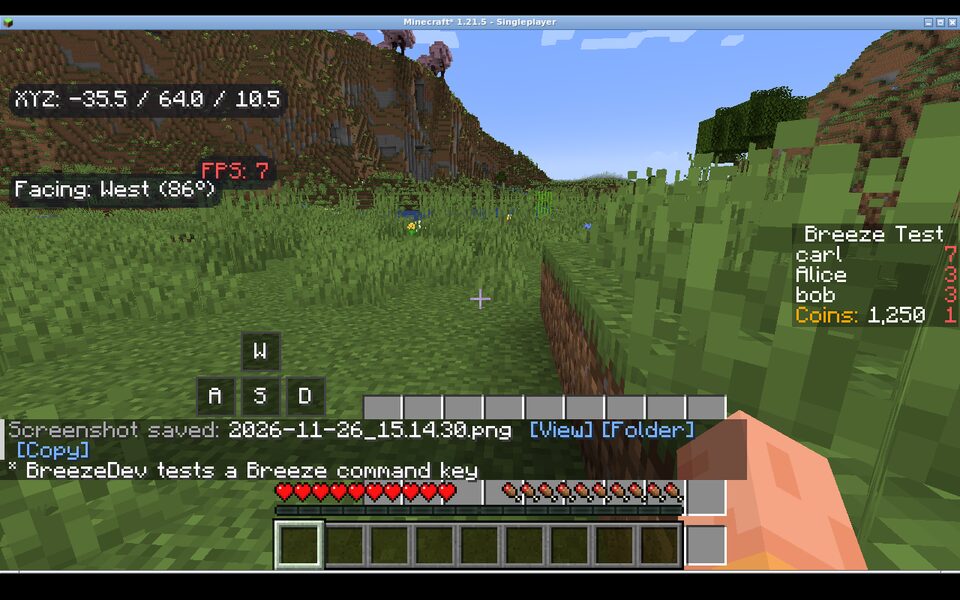 Minecraft* 1.21.5 - Singleplayer
XYZ: -35.5 / 64.0 / 10.5
FPS: 7
Facing: West (86°)
Breeze Test
carl 7
Alice 3
bob 3
Coins: 1,250 1
W
A S D
Screenshot saved: 2026-11-26_15.14.30.png [View] [Folder]
[Copy]
* BreezeDev tests a Breeze command key